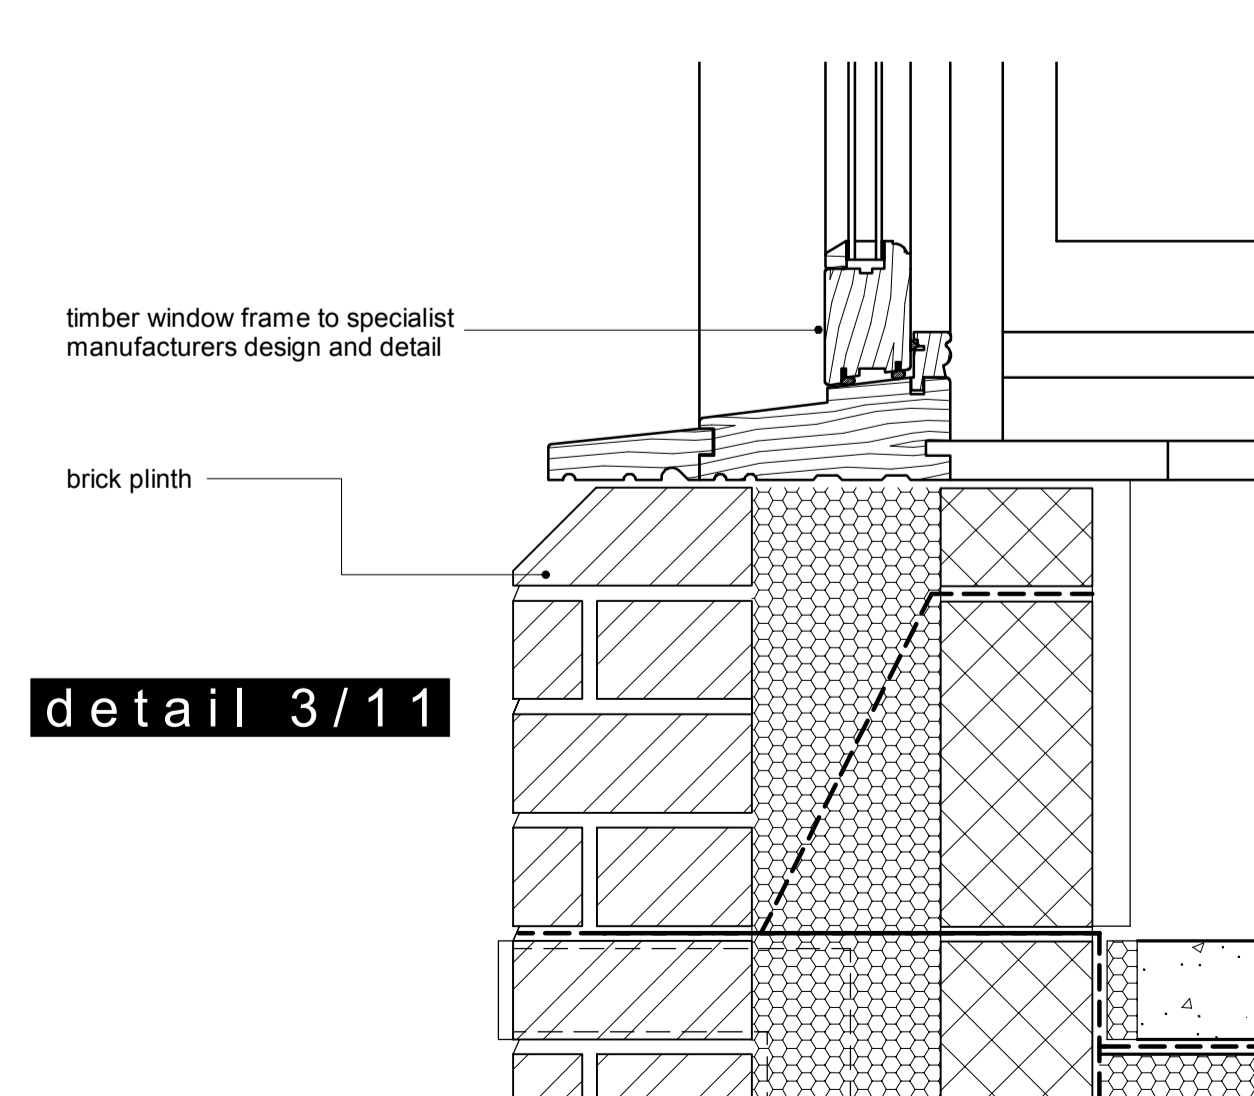 timber window frame to specialist
manufacturers design and detail
brick plinth
detail 3/11